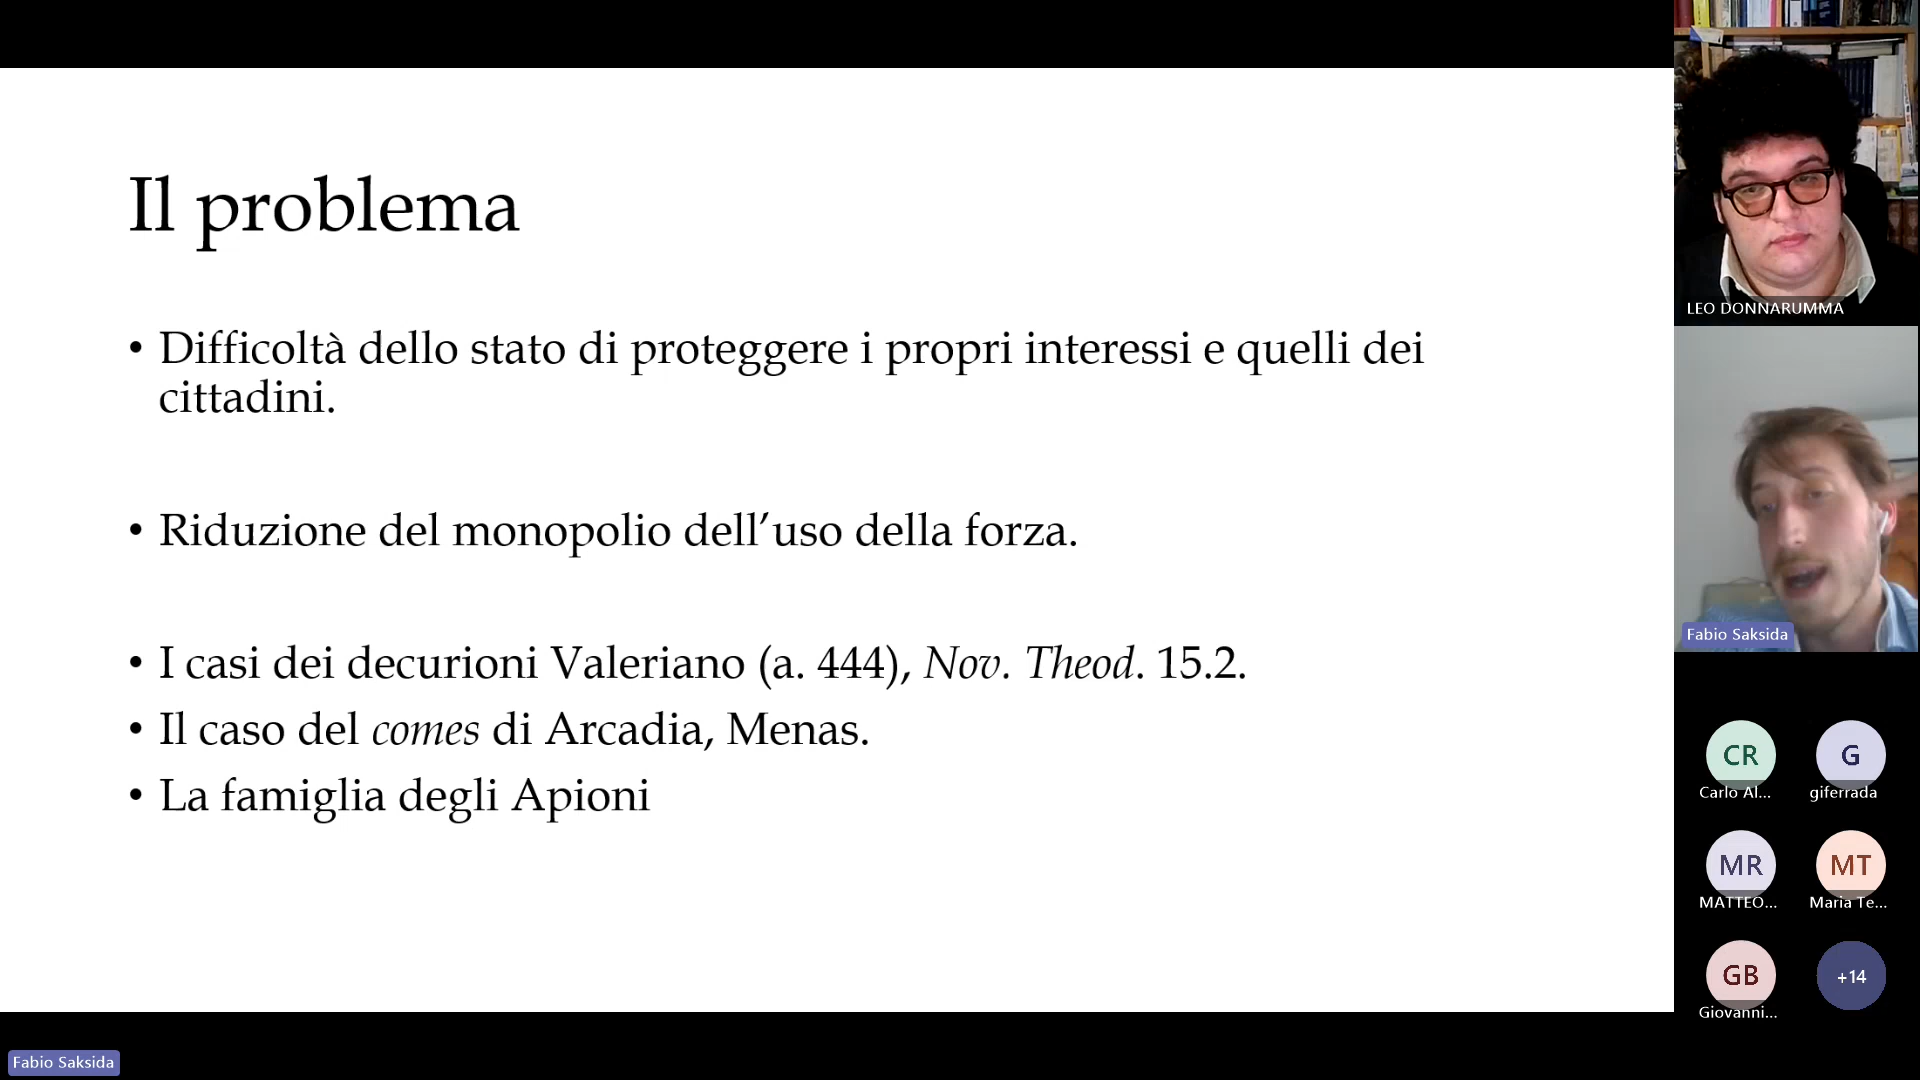 Il problema
• Difficoltà dello stato di proteggere i propri interessi e quelli dei
cittadini.
• Riduzione del monopolio dell’uso della forza.
• I casi dei decurioni Valeriano (a. 444), Nov. Theod. 15.2.
• Il caso del comes di Arcadia, Menas.
• La famiglia degli Apioni
LEO DONNARUMMA
Fabio Saksida
CR
Carlo Al...
G
giferrada
MR
MATTEO...
MT
Maria Te...
GB
Giovanni...
+14
Fabio Saksida